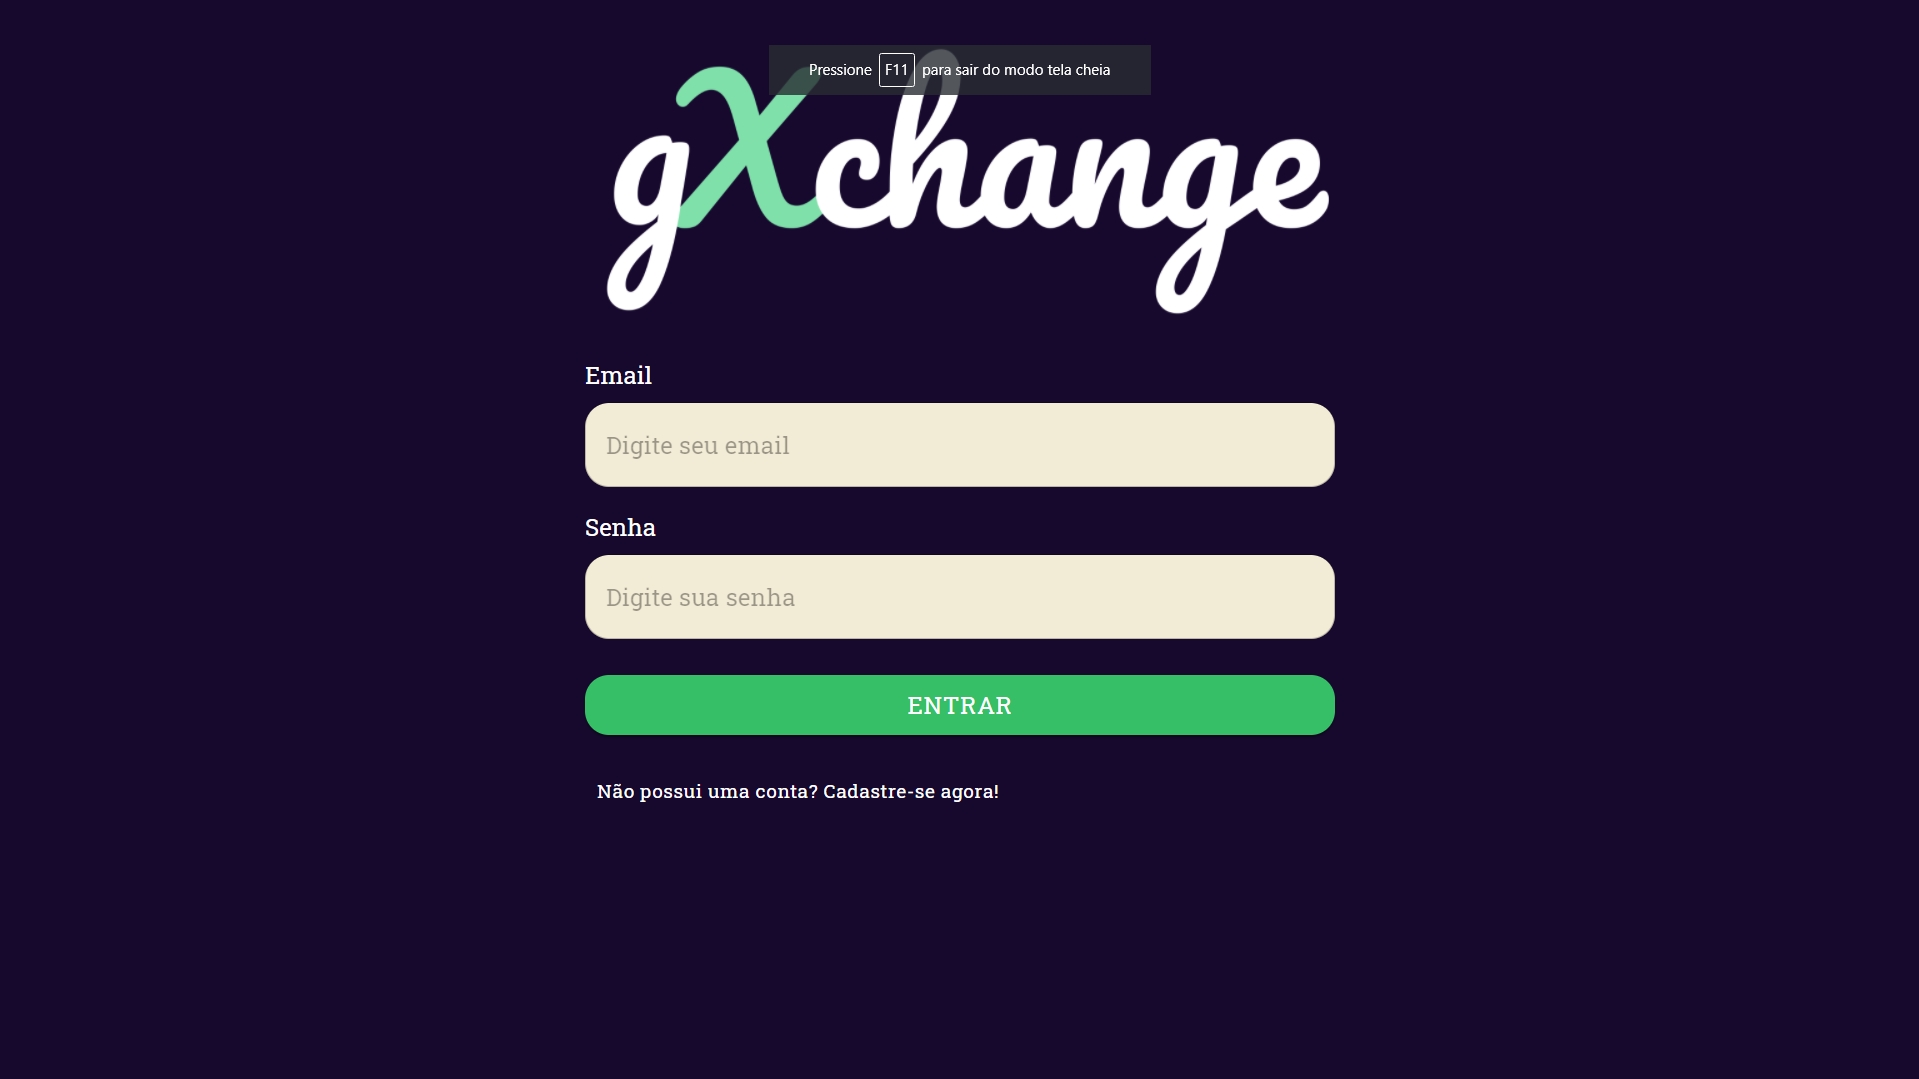 Pressione F11 para sair do modo tela cheia
gXchange
Email
Digite seu email
Senha
Digite sua senha
ENTRAR
Não possui uma conta? Cadastre-se agora!